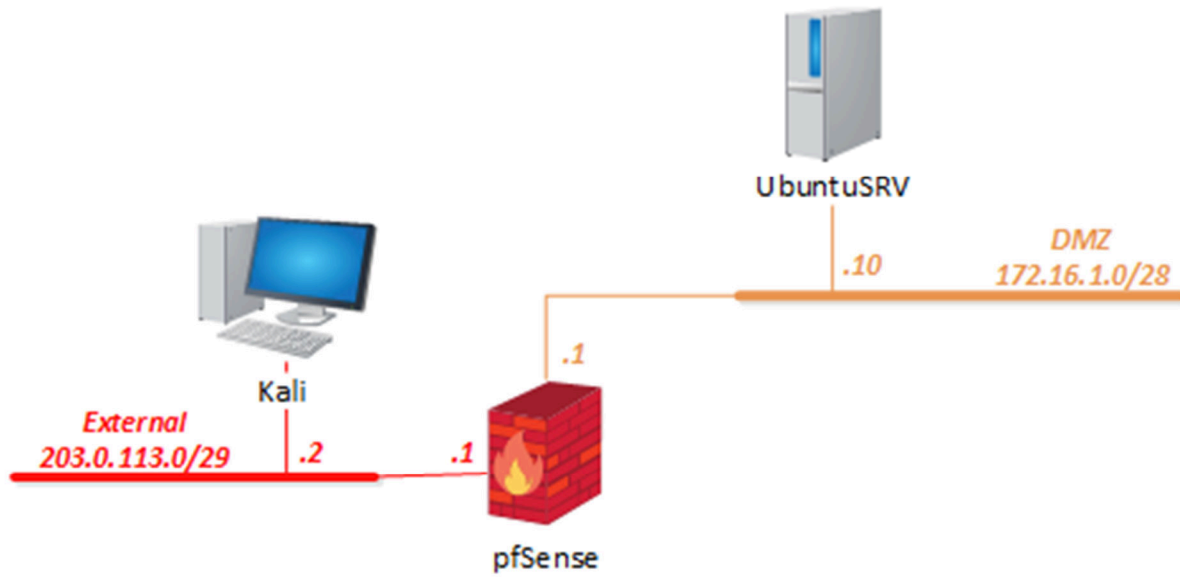 UbuntuSRV
DMZ
172.16.1.0/28
.10
.1
Kali
External
203.0.113.0/29
.2
.1
pfSense